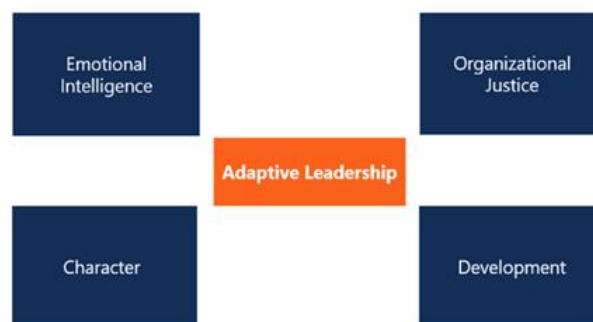 Emotional
Intelligence
Organizational
Justice
Adaptive Leadership
Character
Development